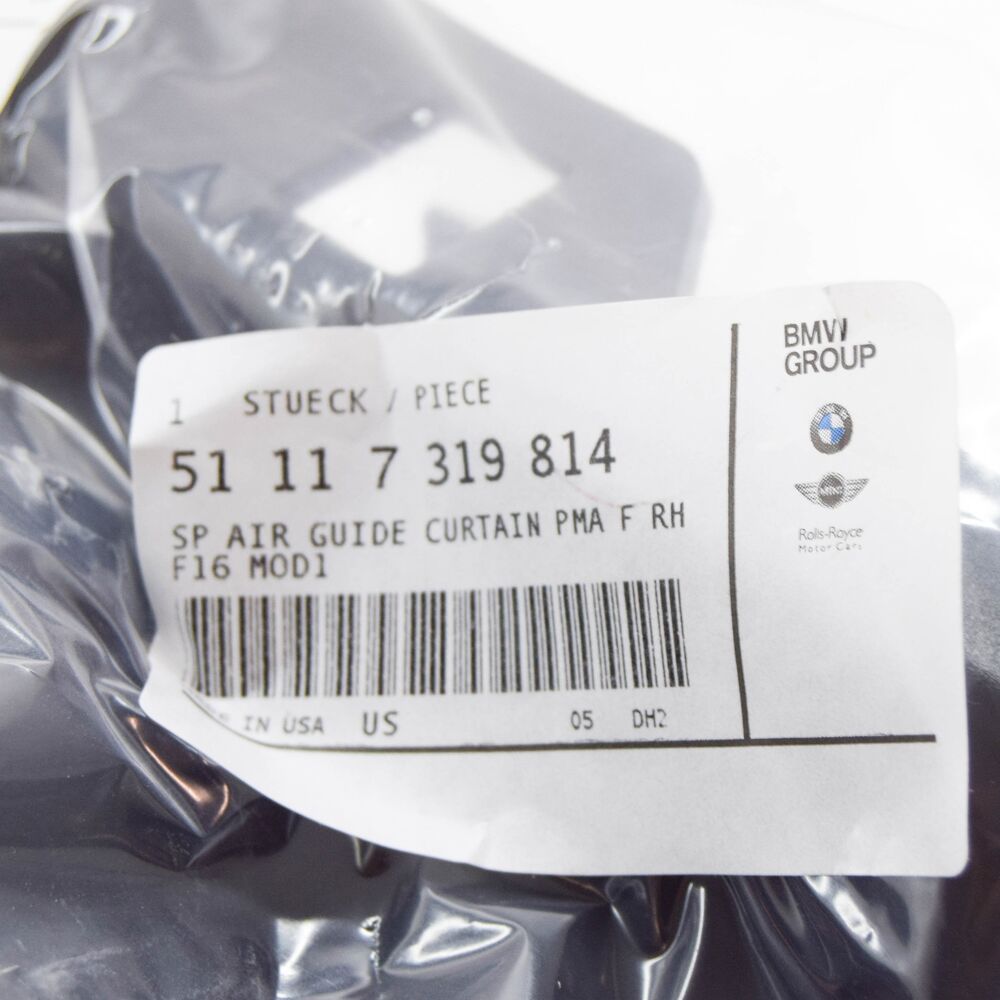 1 STUECK / PIECE
51 11 7 319 814
SP AIR GUIDE CURTAIN PMA F RH
F16 MOD1
IN USA US 05 DH2
BMW
GROUP
MINI
Rolls-Royce
Motor Cars